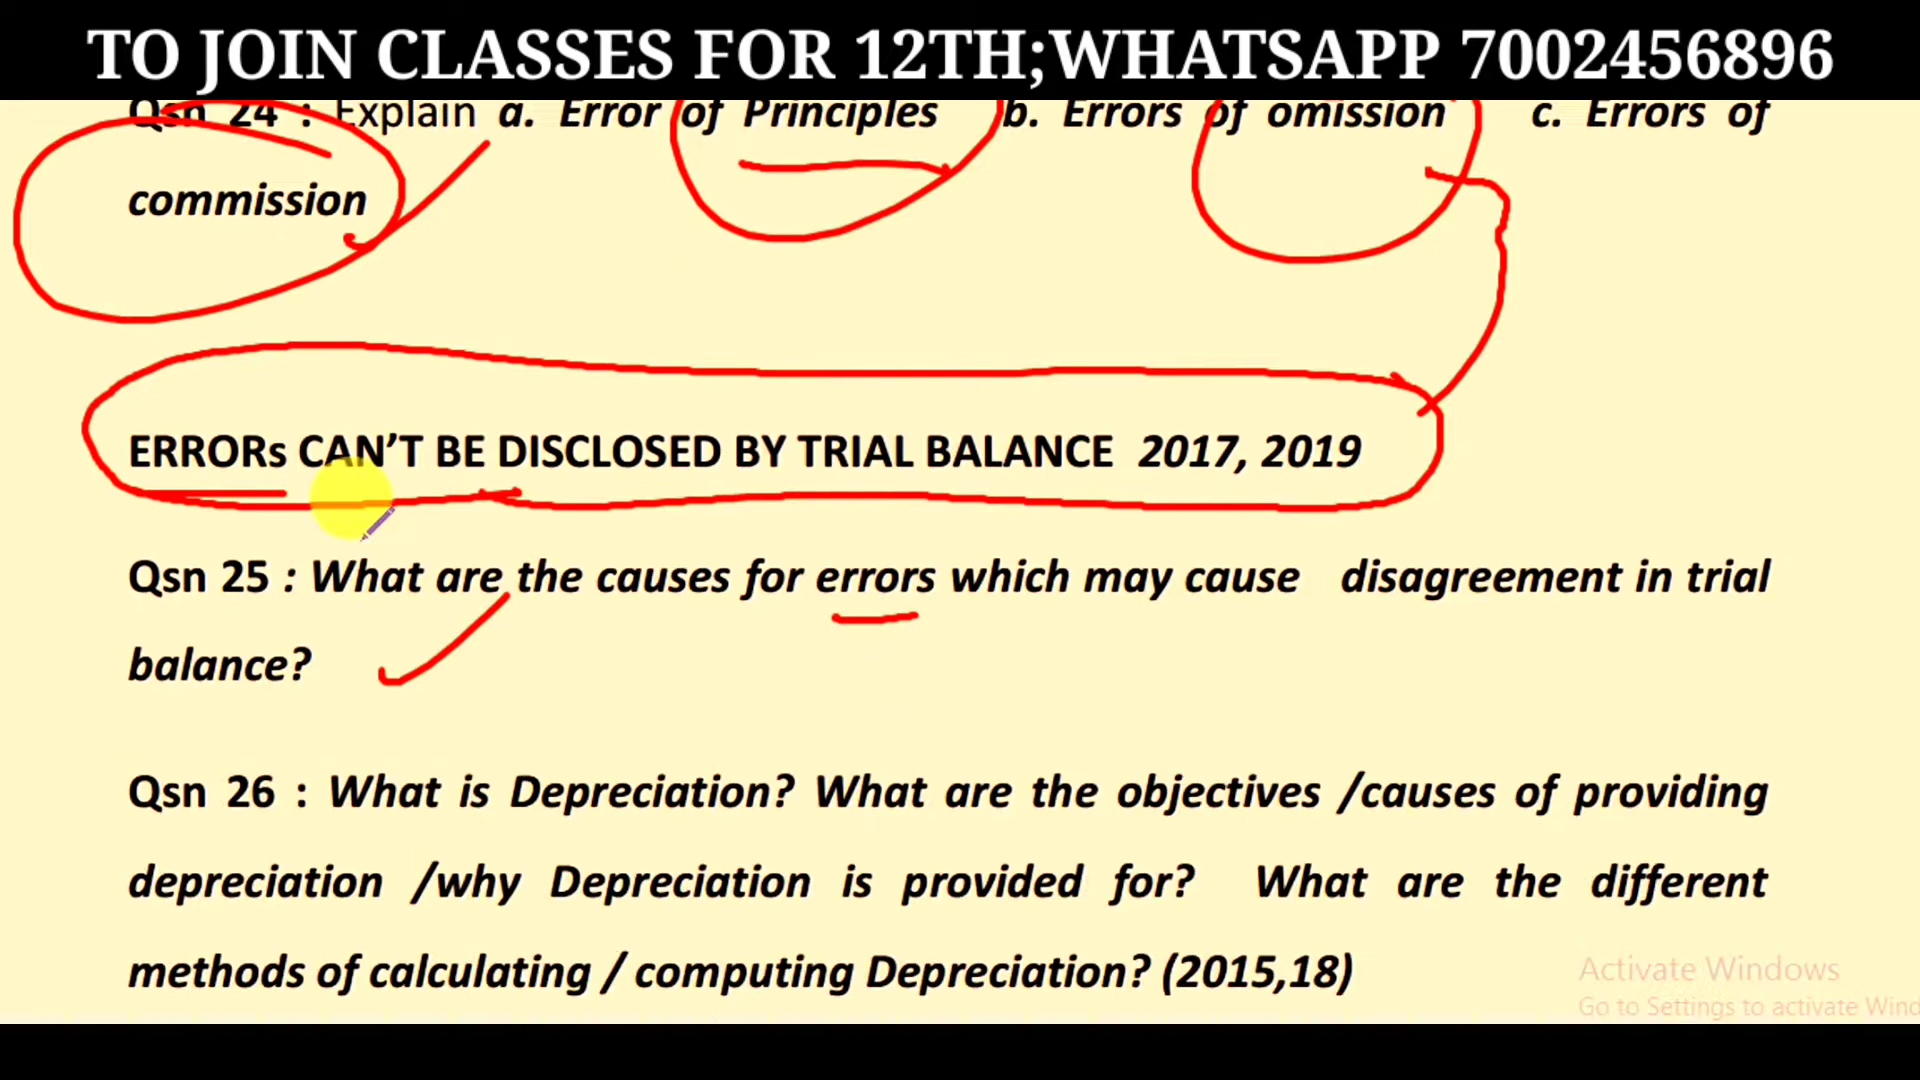 TO JOIN CLASSES FOR 12TH;WHATSAPP 7002456896
Qsn 24 : Explain a. Error of Principles b. Errors of omission c. Errors of
commission
ERRORs CAN'T BE DISCLOSED BY TRIAL BALANCE 2017, 2019
Qsn 25 : What are the causes for errors which may cause disagreement in trial
balance?
Qsn 26 : What is Depreciation? What are the objectives /causes of providing
depreciation /why Depreciation is provided for? What are the different
methods of calculating / computing Depreciation? (2015,18)
Activate Windows
Go to Settings to activate Wind